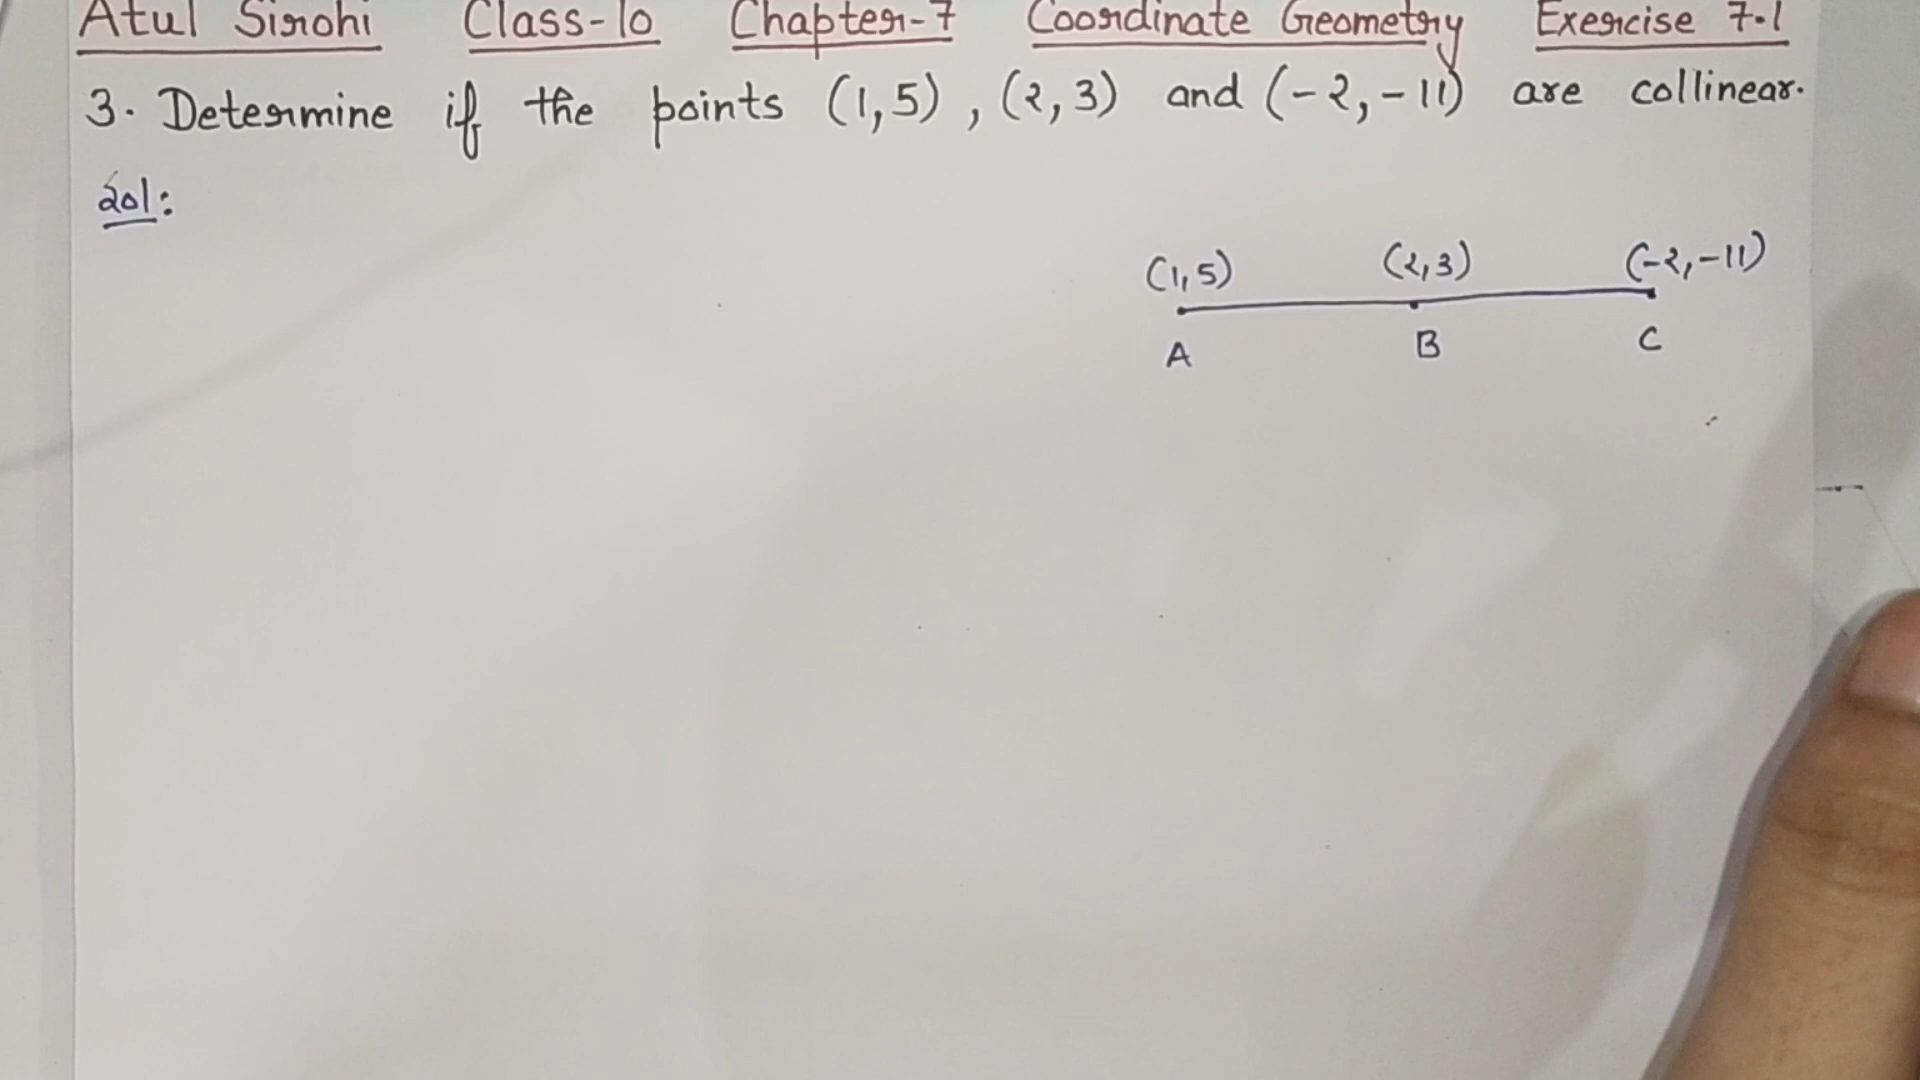 Atul Sirohi Class-10 Chapter-7 Coordinate Geometry Exercise 7.1
3. Determine if the points (1,5), (2,3) and (-2,-11) are collinear.
Sol:
(1,5) (2,3) (-2,-11)
A B C